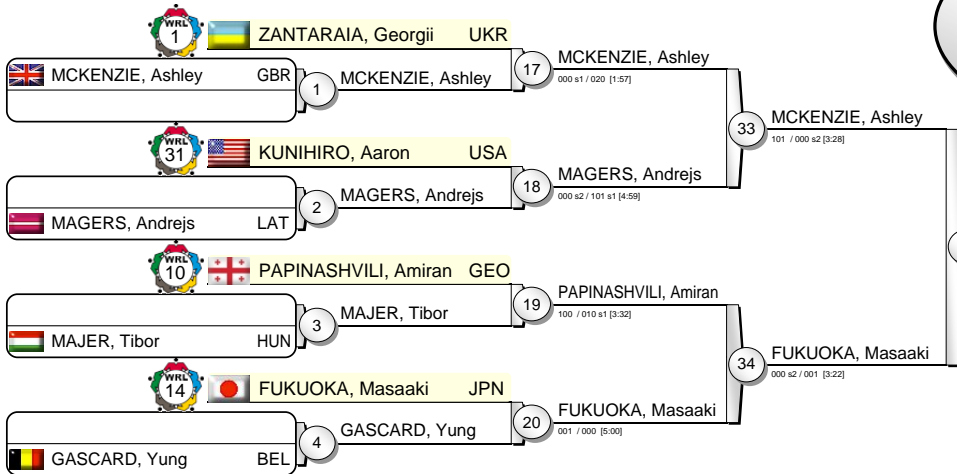 WRL
1
ZANTARAIA, Georgii UKR
MCKENZIE, Ashley GBR
1
MCKENZIE, Ashley
17
MCKENZIE, Ashley
000 s1 / 020 [1:57]
WRL
31
KUNIHIRO, Aaron USA
MAGERS, Andrejs LAT
2
MAGERS, Andrejs
18
MAGERS, Andrejs
000 s2 / 101 s1 [4:59]
33
MCKENZIE, Ashley
101 / 000 s2 [3:28]
WRL
10
PAPINASHVILI, Amiran GEO
MAJER, Tibor HUN
3
MAJER, Tibor
19
PAPINASHVILI, Amiran
100 / 010 s1 [3:32]
WRL
14
FUKUOKA, Masaaki JPN
GASCARD, Yung BEL
4
GASCARD, Yung
20
FUKUOKA, Masaaki
001 / 000 [5:00]
34
FUKUOKA, Masaaki
000 s2 / 001 [3:22]